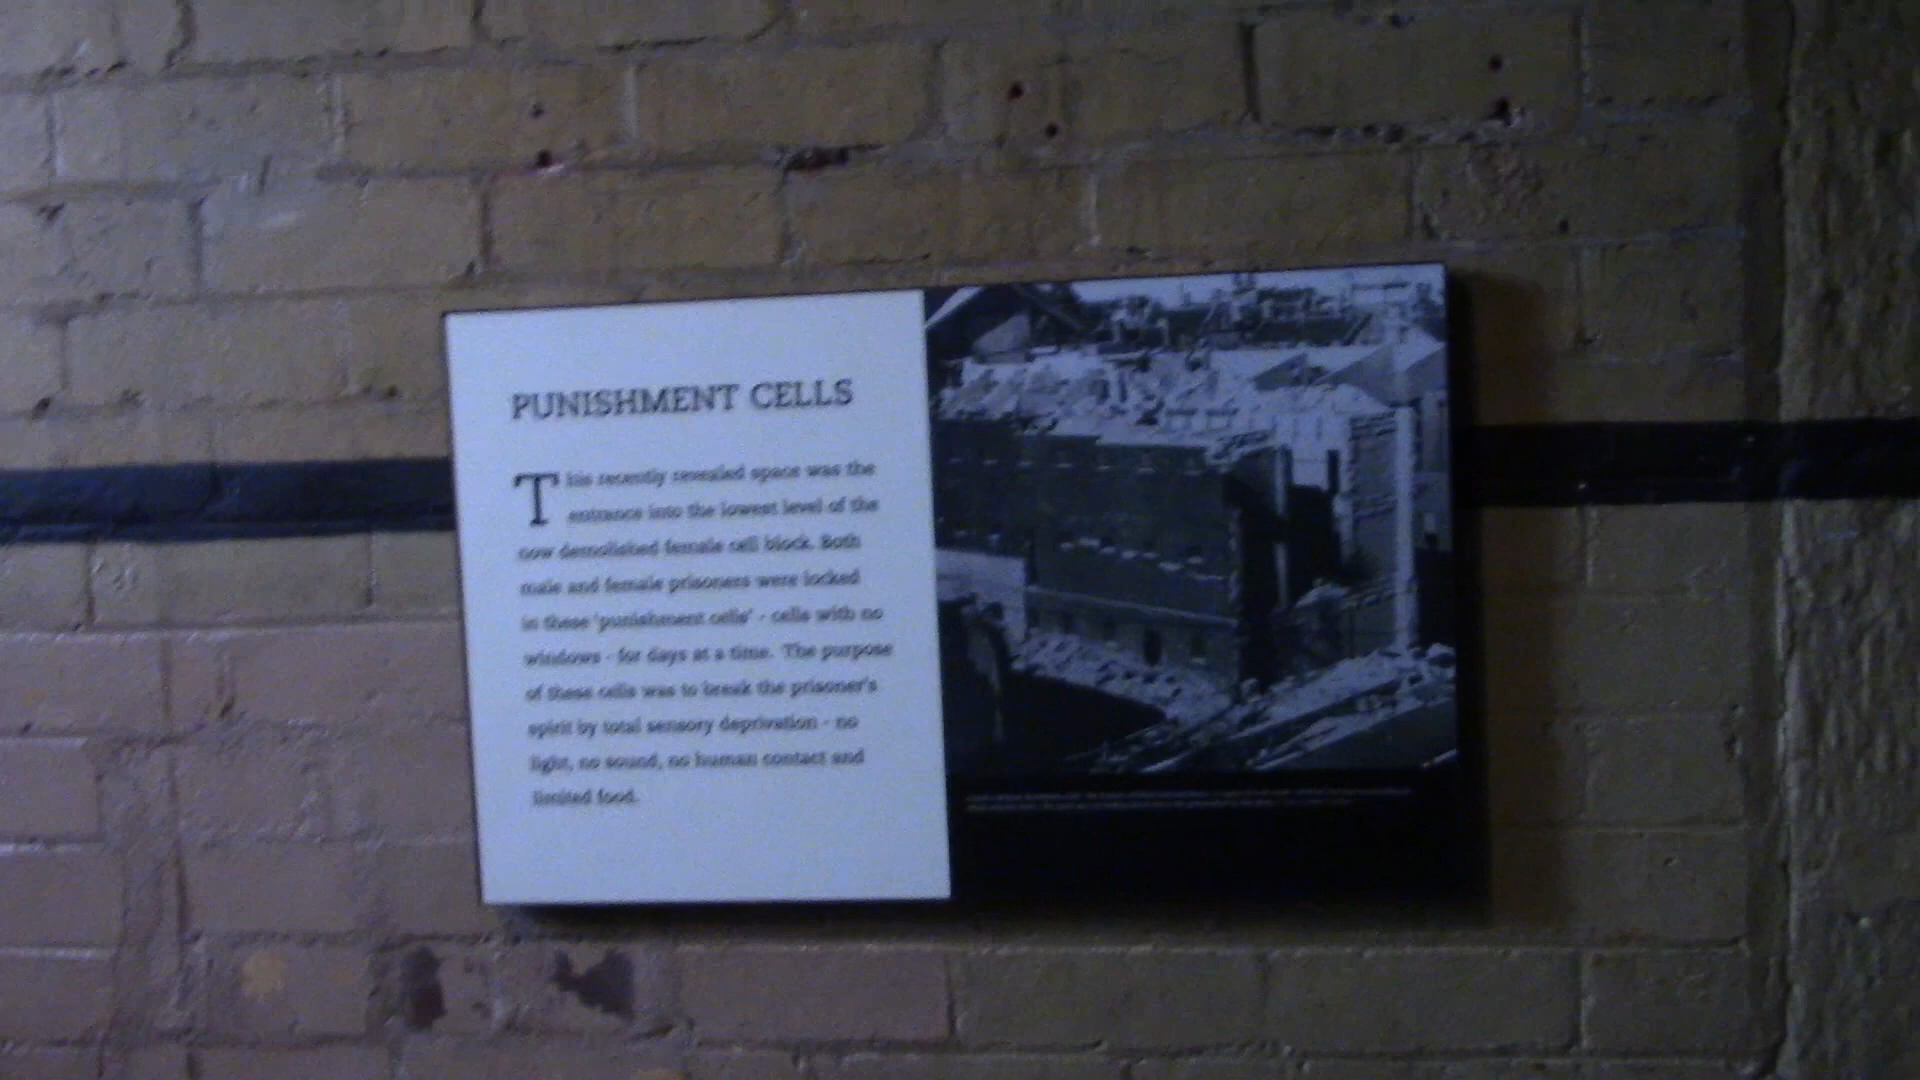 PUNISHMENT CELLS
This recently revealed space was the
entrance into the lowest level of the
now demolished female cell block. Both
male and female prisoners were locked
in these 'punishment cells' - cells with no
windows - for days at a time. The purpose
of these cells was to break the prisoner's
spirit by total sensory deprivation - no
light, no sound, no human contact and
limited food.